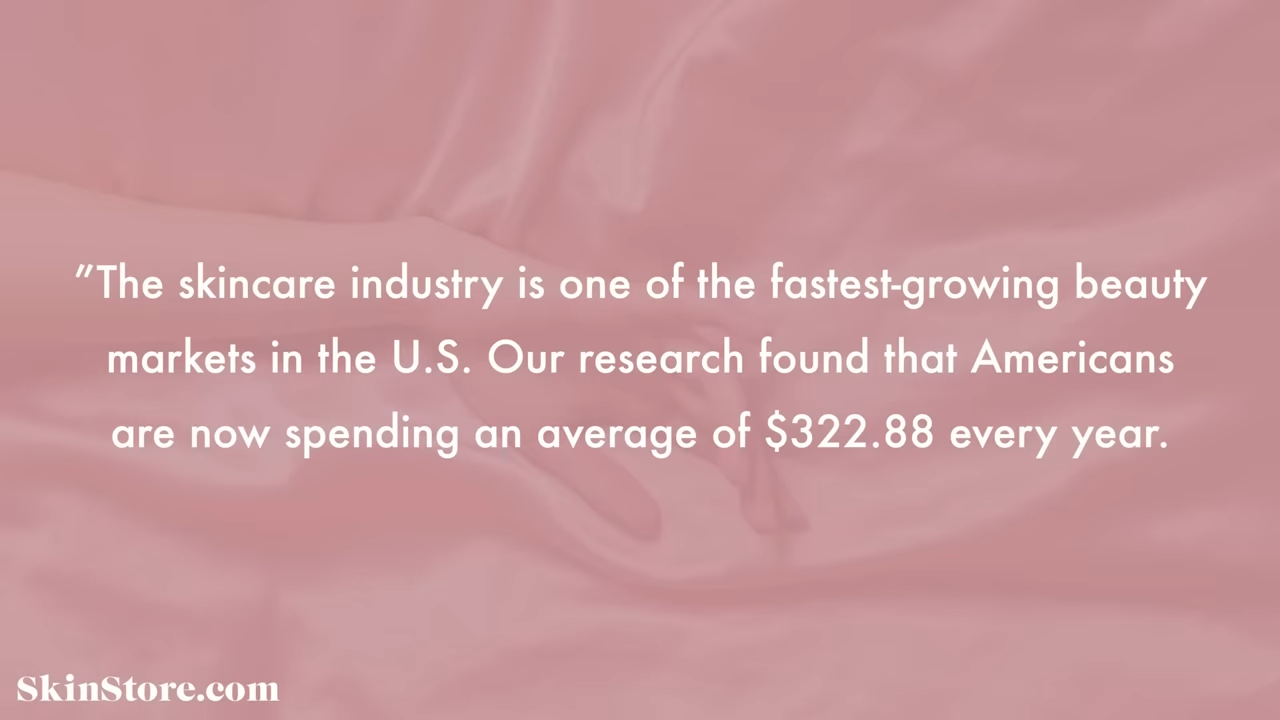 "The skincare industry is one of the fastest-growing beauty
markets in the U.S. Our research found that Americans
are now spending an average of $322.88 every year.
SkinStore.com